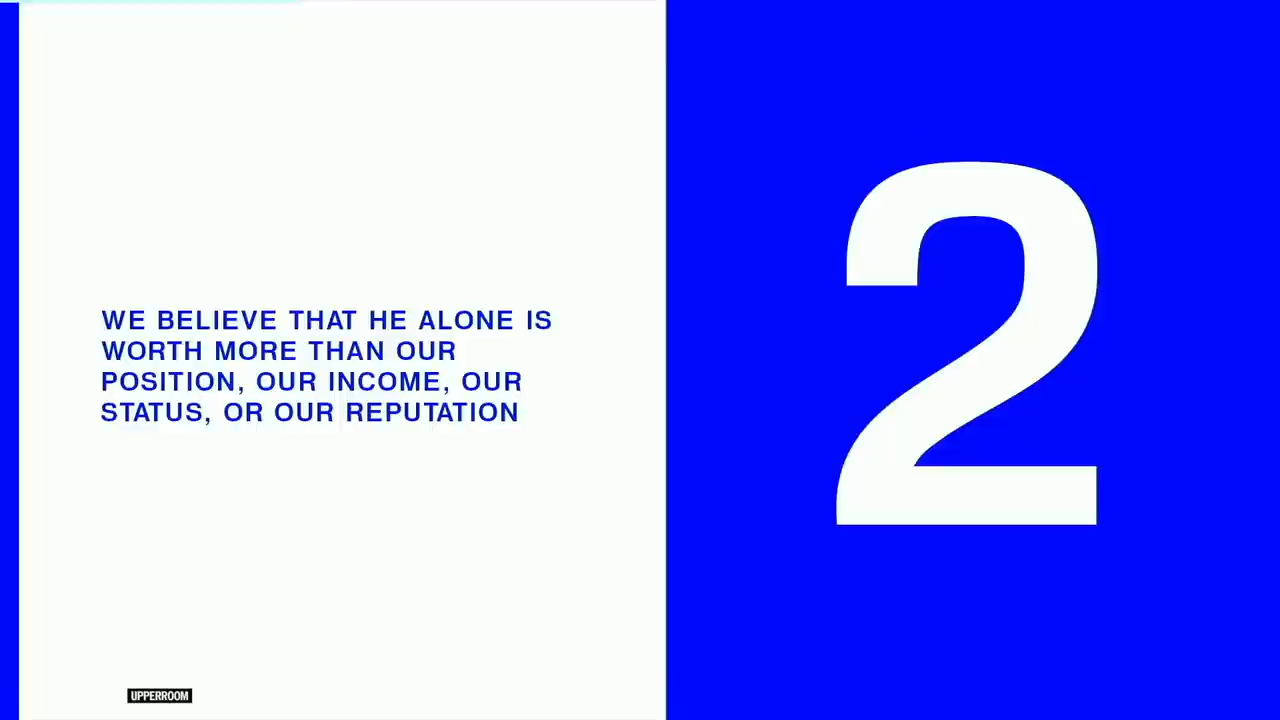 WE BELIEVE THAT HE ALONE IS
WORTH MORE THAN OUR
POSITION, OUR INCOME, OUR
STATUS, OR OUR REPUTATION
2
UPPERROOM